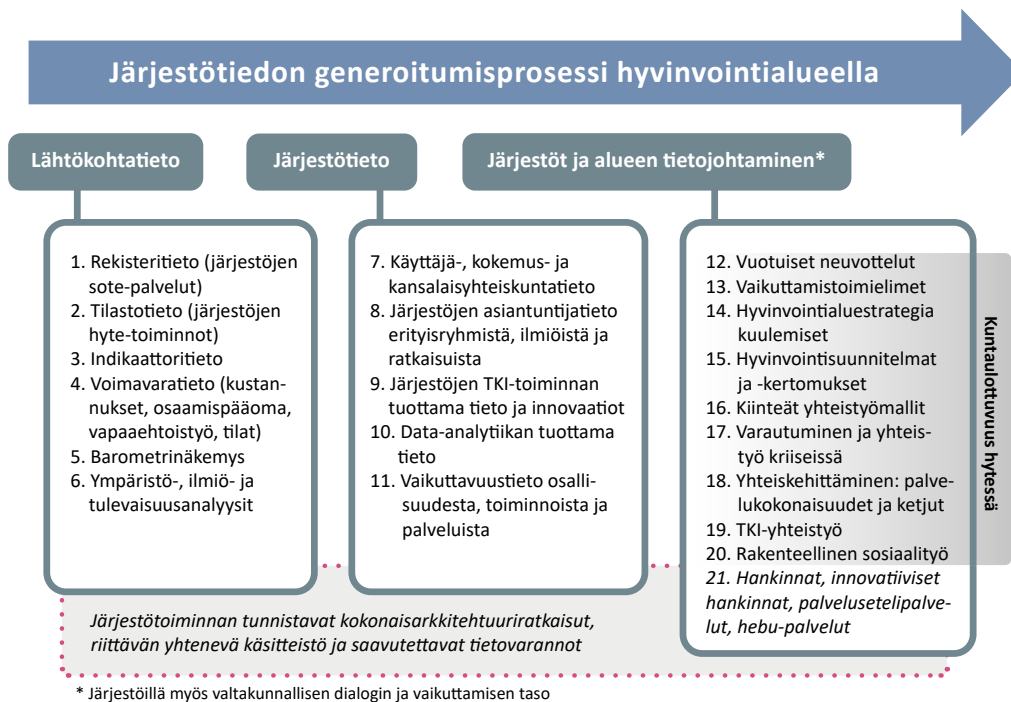 Järjestötiedon generoitumisprosessi hyvinvointialueella
Lähtökohtatieto
1. Rekisteritieto (järjestöjen
sote-palvelut)
2. Tilastotieto (järjestöjen
hyte-toiminnot)
3. Indikaattoritieto
4. Voimavaratieto (kustan-
nukset, osaamispääoma,
vapaaehtoistyö, tilat)
5. Barometrinäkemys
6. Ympäristö-, ilmiö- ja
tulevaisuusanalyysit
Järjestötieto
7. Käyttäjä-, kokemus- ja
kansalaisyhteiskuntatieto
8. Järjestöjen asiantuntijatieto
erityisryhmistä, ilmiöistä ja
ratkaisuista
9. Järjestöjen TKI-toiminnan
tuottama tieto ja innovaatiot
10. Data-analytiikan tuottama
tieto
11. Vaikuttavuustieto osalli-
suudesta, toiminnoista ja
palveluista
Järjestöt ja alueen tietojohtaminen*
12. Vuotuiset neuvottelut
13. Vaikuttamistoimielimet
14. Hyvinvointialuestrategia
kuulemiset
15. Hyvinvointisuunnitelmat
ja -kertomukset
16. Kiinteät yhteistyömallit
17. Varautuminen ja yhteis-
työ kriiseissä
18. Yhteiskehittäminen: palve-
lukokonaisuudet ja ketjut
19. TKI-yhteistyö
20. Rakenteellinen sosiaalityö
21. Hankinnat, innovatiiviset
hankinnat, palvelusetelipalve-
lut, hebu-palvelut
Kuntaulottuvuus hytessä
Järjestötoiminnan tunnistavat kokonaisarkkitehtuuriratkaisut,
riittävän yhtenevä käsitteistö ja saavutettavat tietovarannot
* Järjestöillä myös valtakunnallisen dialogin ja vaikuttamisen taso